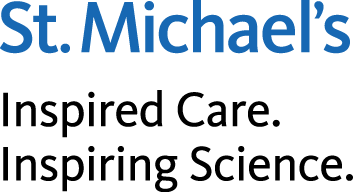 St. Michael's
Inspired Care.
Inspiring Science.